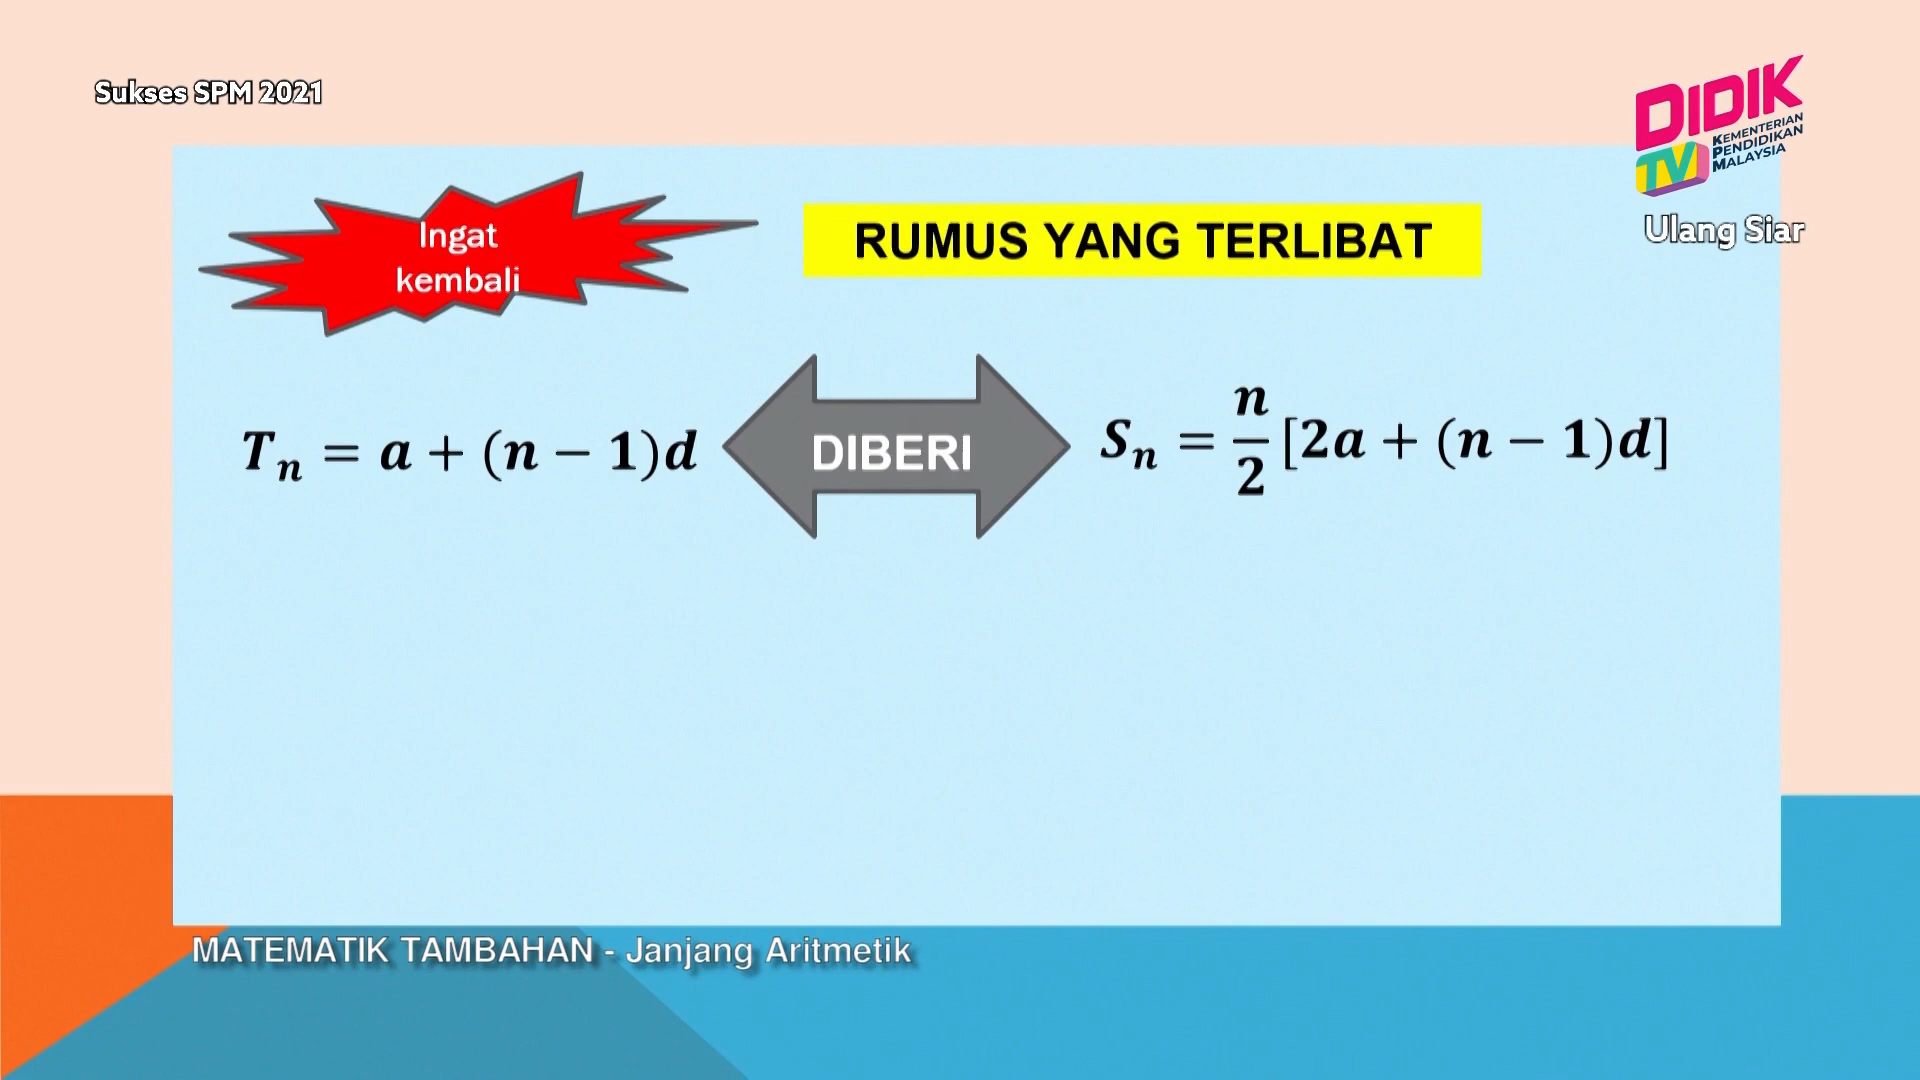 Sukses SPM 2021
DIDIK
TV
KEMENTERIAN
PENDIDIKAN
MALAYSIA
Ulang Siar
Ingat
kembali
RUMUS YANG TERLIBAT
Tₙ = a + (n − 1)d
DIBERI
Sₙ = n/2 [2a + (n − 1)d]
MATEMATIK TAMBAHAN - Janjang Aritmetik